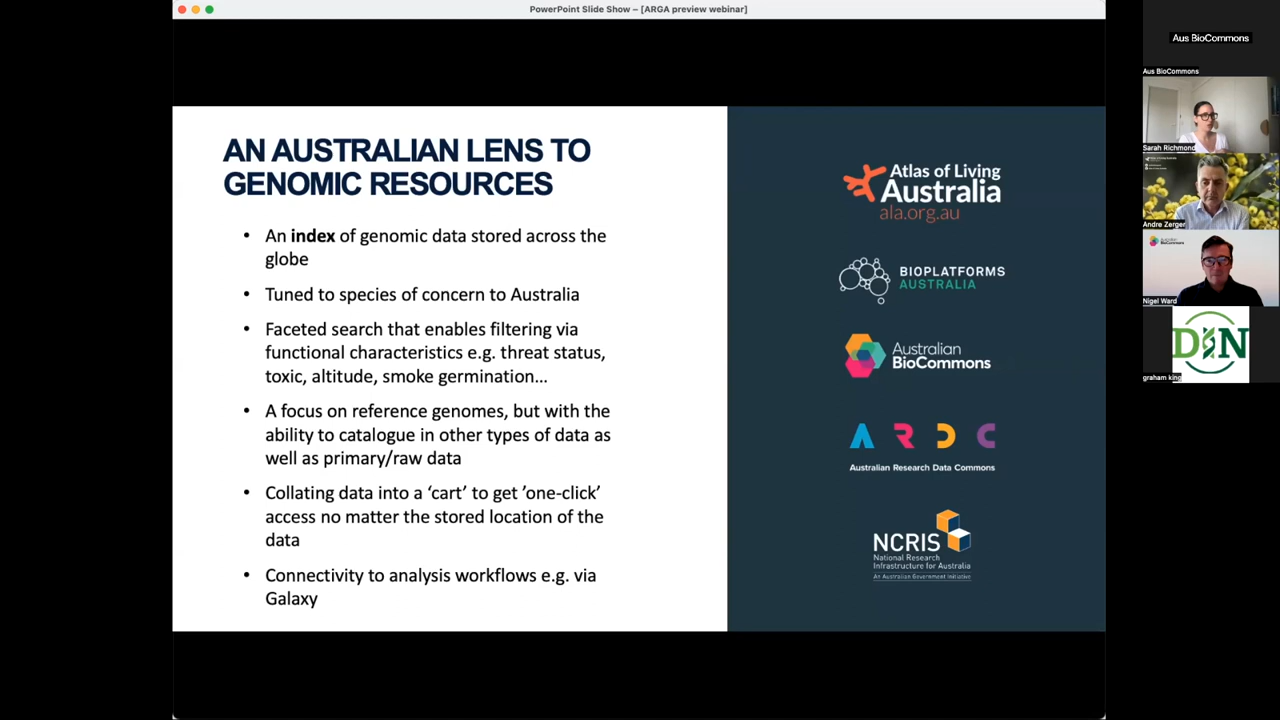 PowerPoint Slide Show – [ARGA preview webinar]
AN AUSTRALIAN LENS TO
GENOMIC RESOURCES
• An index of genomic data stored across the
globe
• Tuned to species of concern to Australia
• Faceted search that enables filtering via
functional characteristics e.g. threat status,
toxic, altitude, smoke germination...
• A focus on reference genomes, but with the
ability to catalogue in other types of data as
well as primary/raw data
• Collating data into a ‘cart’ to get ’one-click’
access no matter the stored location of the
data
• Connectivity to analysis workflows e.g. via
Galaxy
Atlas of Living
Australia
ala.org.au
BIOPLATFORMS
AUSTRALIA
Australian
BioCommons
ARDC
Australian Research Data Commons
NCRIS
National Research
Infrastructure for Australia
An Australian Government Initiative
Aus BioCommons
Aus BioCommons
Sarah Richmond
Andre Zerger
Nigel Ward
DIN
graham king